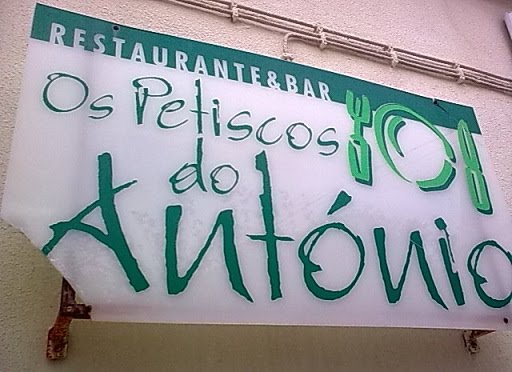 RESTAURANTE&BAR
Os Petiscos
do
António